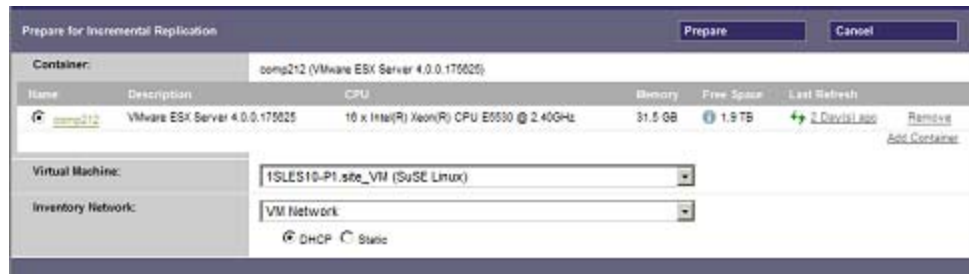 Prepare for Incremental Replication Prepare Cancel
Container: comp212 (VMware ESX Server 4.0.0.175625)
Name Description CPU Memory Free Space Last Refresh
comp212 VMware ESX Server 4.0.0.175625 16 x Intel(R) Xeon(R) CPU E5530 @ 2.40GHz 31.5 GB 1.9 TB 2 Day(s) ago Remove
Add Container
Virtual Machine: 1SLES10-P1.site_VM (SuSE Linux)
Inventory Network: VM Network
DHCP Static